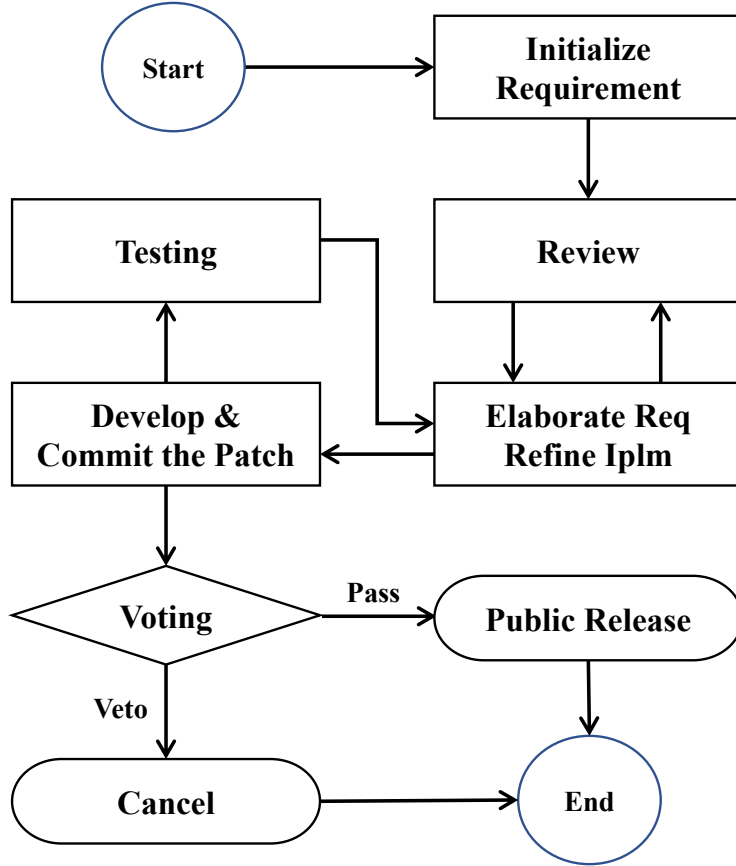 Start
Initialize
Requirement
Testing
Review
Develop &
Commit the Patch
Elaborate Req
Refine Iplm
Voting
Pass
Public Release
Veto
Cancel
End